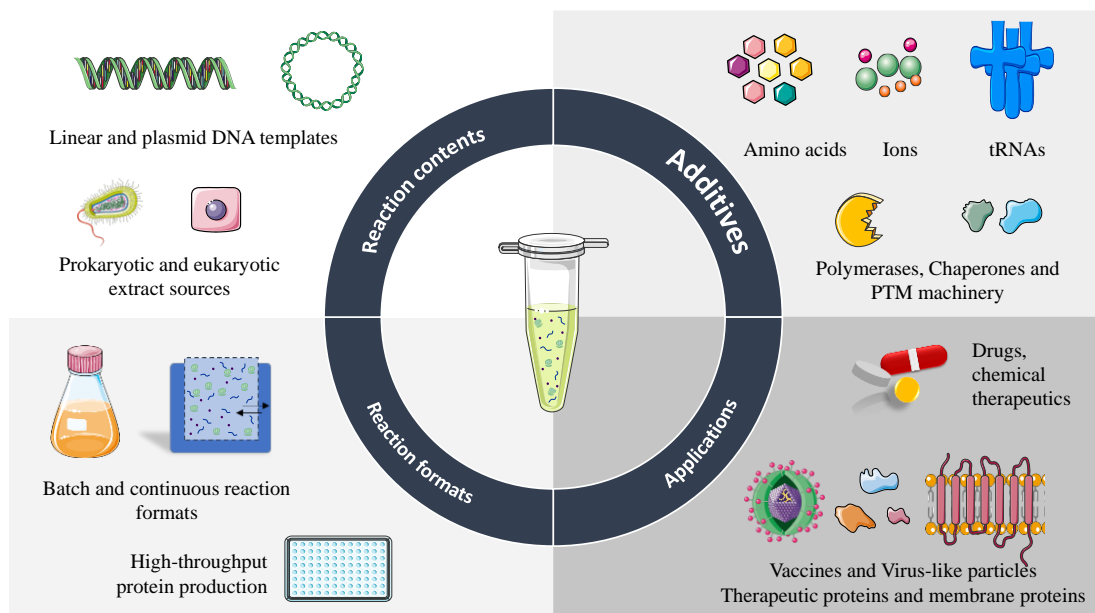 Linear and plasmid DNA templates
Prokaryotic and eukaryotic
extract sources
Reaction contents
Additives
Amino acids
Ions
tRNAs
Polymerases, Chaperones and
PTM machinery
Reaction formats
Batch and continuous reaction
formats
High-throughput
protein production
Applications
Drugs,
chemical
therapeutics
Vaccines and Virus-like particles
Therapeutic proteins and membrane proteins